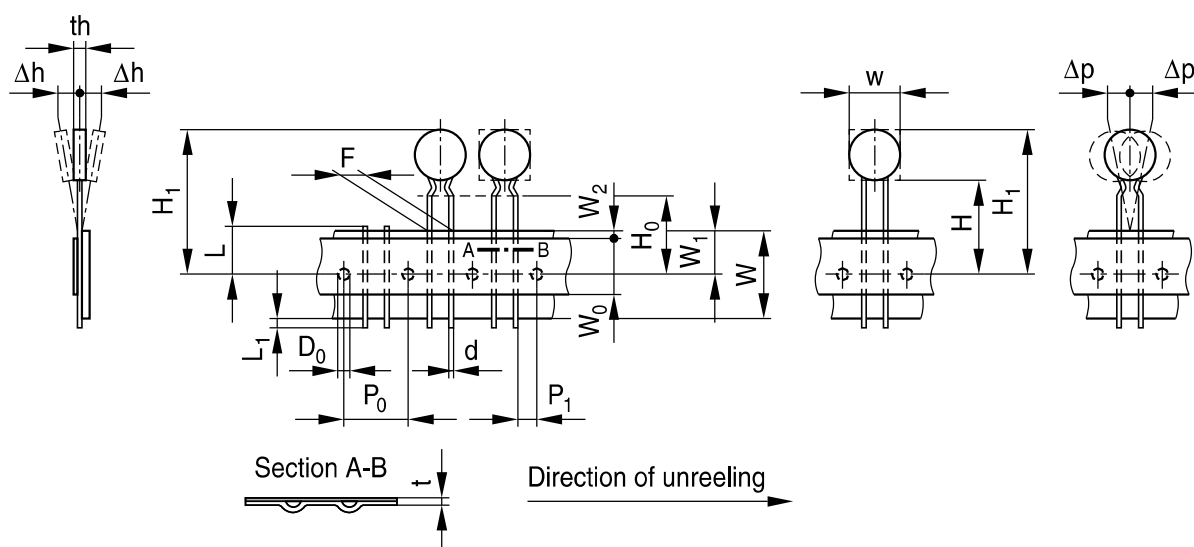 th
Δh Δh
w
Δp Δp
F
H₁
L
W₂
H₀
W₁
W
H
H₁
A B
L₁
D₀
d
W₀
P₀
P₁
Section A-B
t
Direction of unreeling